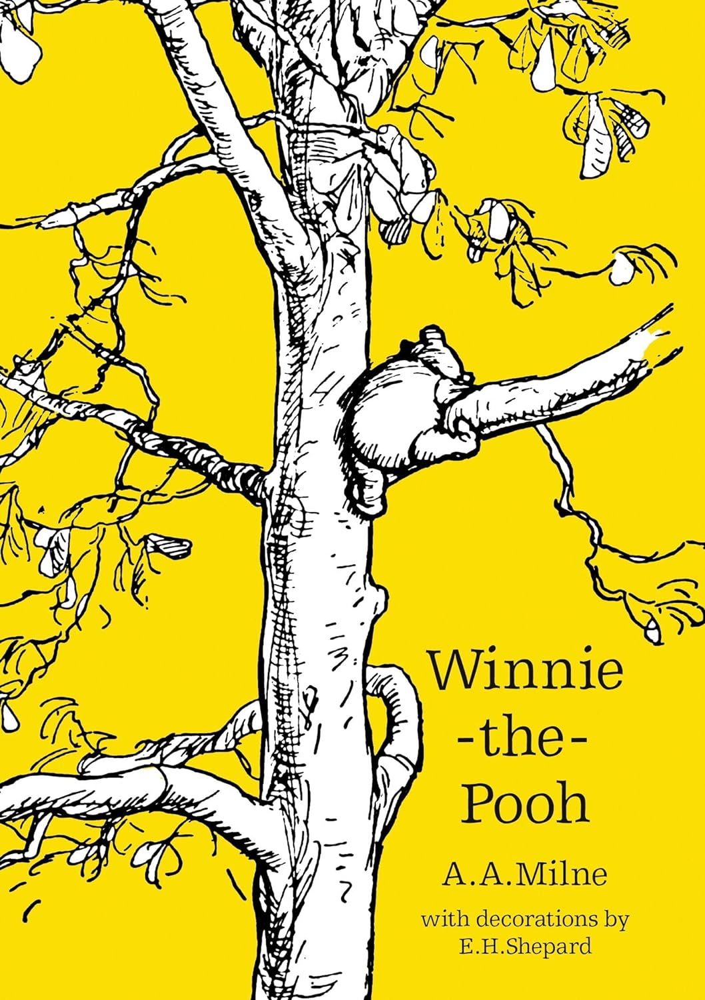 Winnie
-the-
Pooh
A.A.Milne
with decorations by
E.H.Shepard